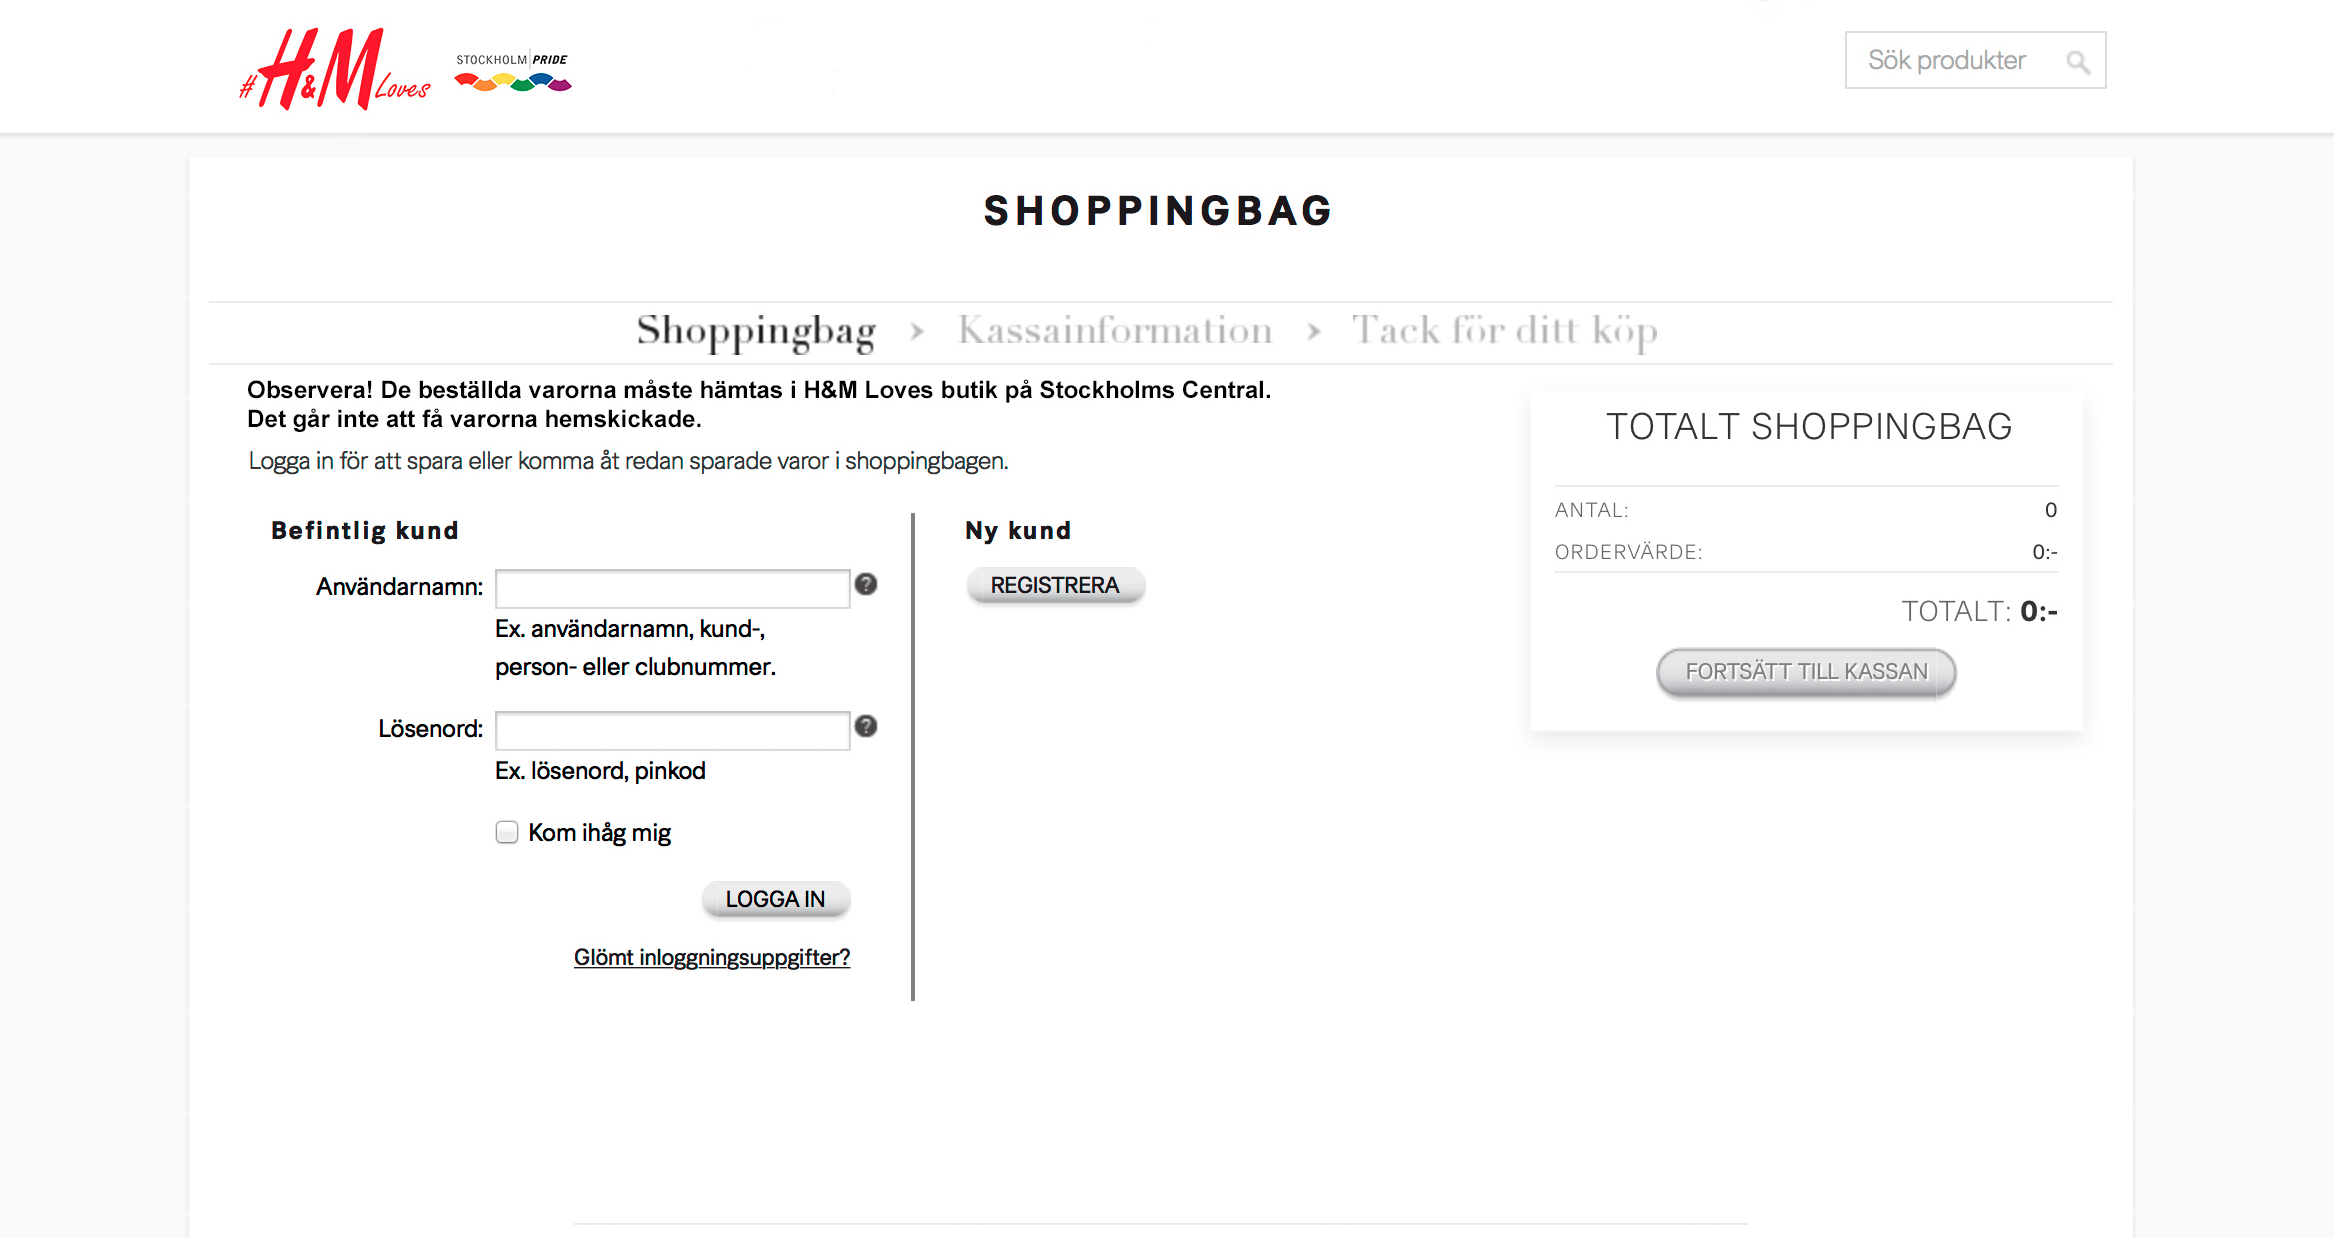 #H&M Loves
STOCKHOLM PRIDE
Sök produkter
SHOPPINGBAG
Shoppingbag > Kassainformation > Tack för ditt köp
Observera! De beställda varorna måste hämtas i H&M Loves butik på Stockholms Central.
Det går inte att få varorna hemskickade.
Logga in för att spara eller komma åt redan sparade varor i shoppingbagen.
Befintlig kund
Användarnamn:
Ex. användarnamn, kund-,
person- eller clubnummer.
Lösenord:
Ex. lösenord, pinkod
Kom ihåg mig
LOGGA IN
Glömt inloggningsuppgifter?
Ny kund
REGISTRERA
TOTALT SHOPPINGBAG
ANTAL: 0
ORDERVÄRDE: 0:-
TOTALT: 0:-
FORTSÄTT TILL KASSAN